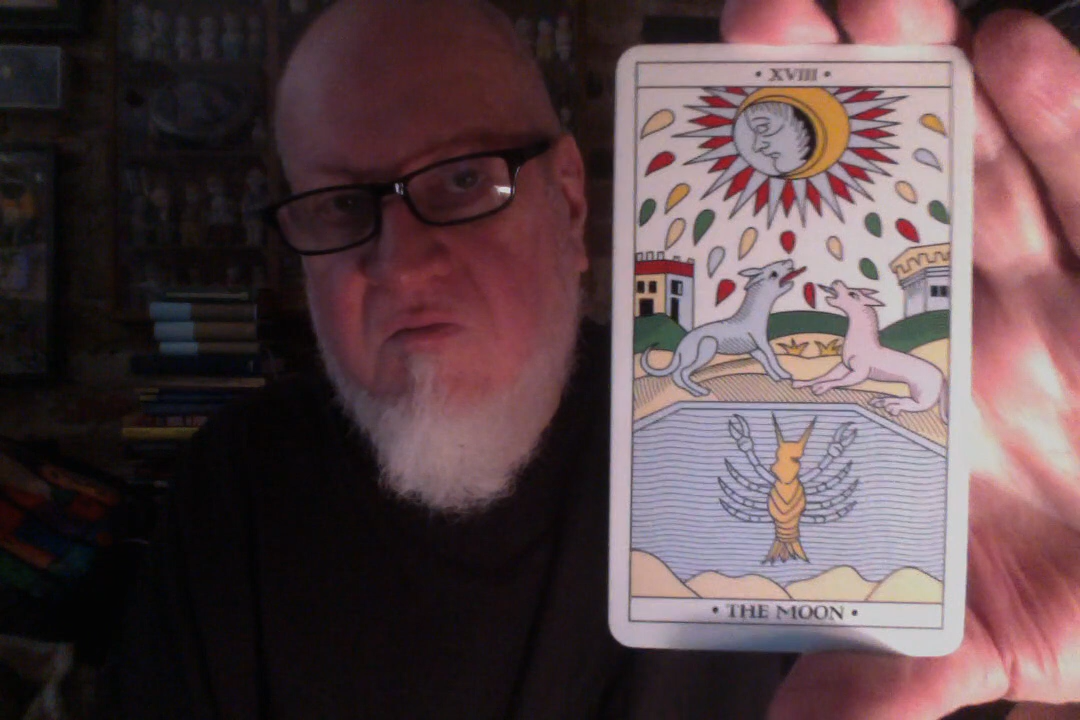 • XVIII •
• THE MOON •